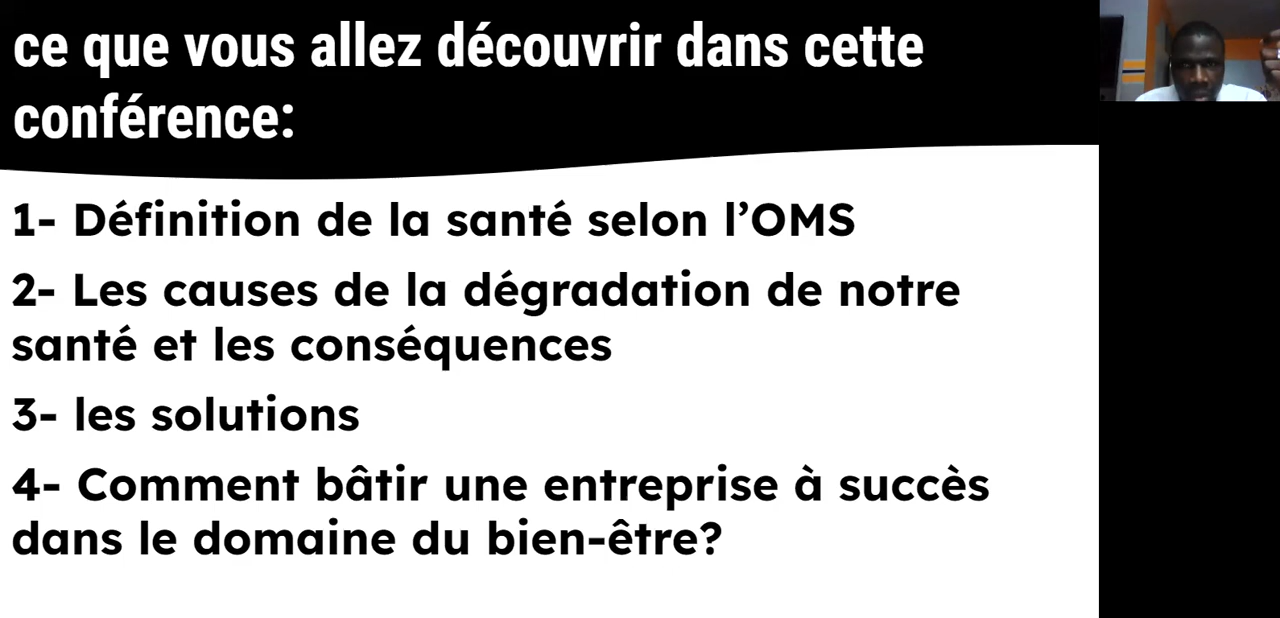 ce que vous allez découvrir dans cette
conférence:
1- Définition de la santé selon l’OMS
2- Les causes de la dégradation de notre
santé et les conséquences
3- les solutions
4- Comment bâtir une entreprise à succès
dans le domaine du bien-être?